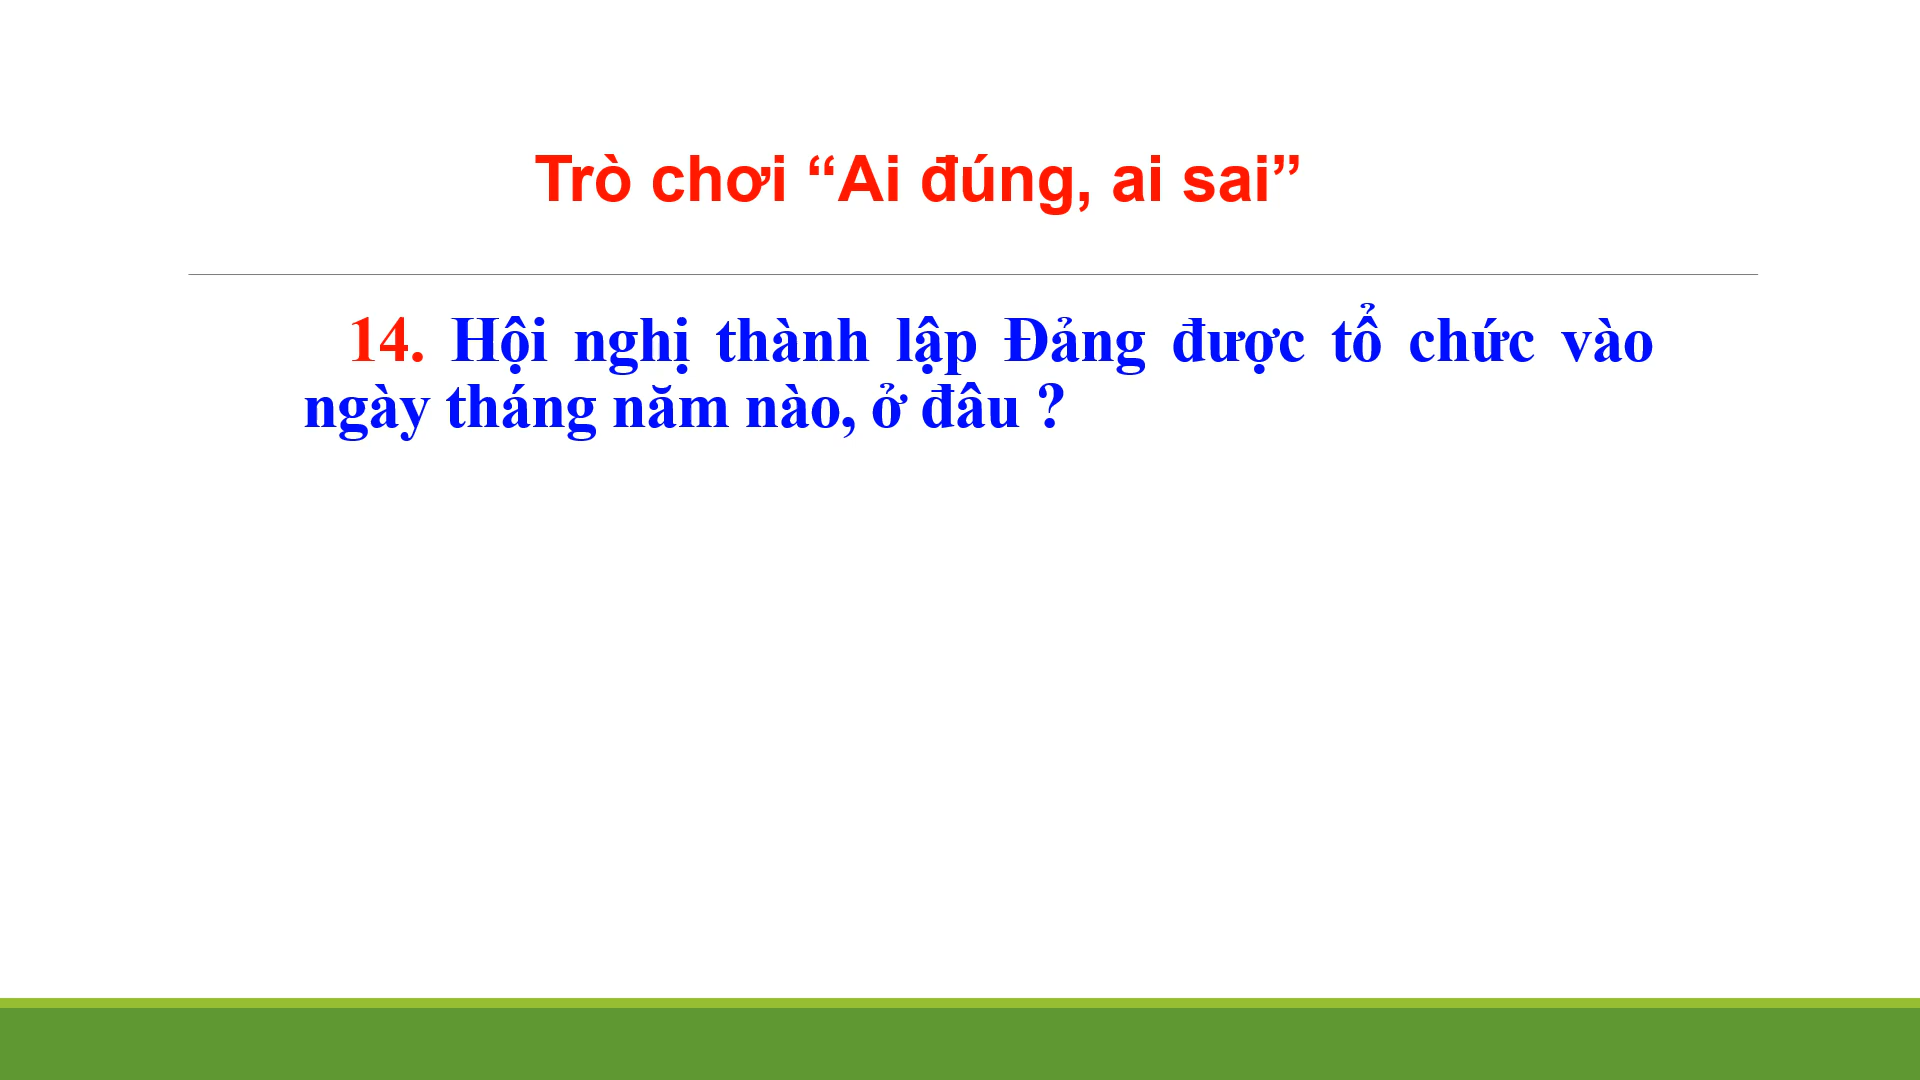 Trò chơi “Ai đúng, ai sai”
14. Hội nghị thành lập Đảng được tổ chức vào
ngày tháng năm nào, ở đâu ?